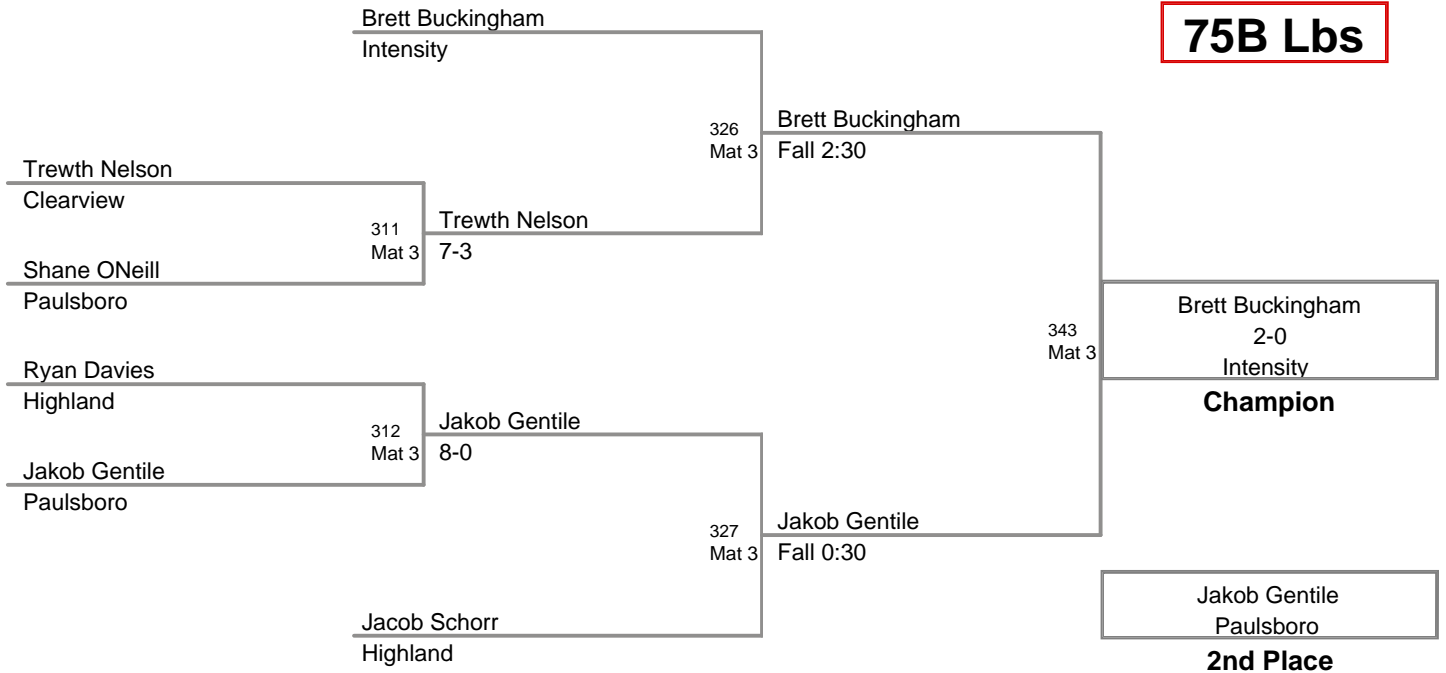 Brett Buckingham
Intensity
75B Lbs
326
Mat 3
Brett Buckingham
Fall 2:30
Trewth Nelson
Clearview
311
Mat 3
Trewth Nelson
7-3
Shane ONeill
Paulsboro
Brett Buckingham
2-0
Intensity
Champion
343
Mat 3
Ryan Davies
Highland
312
Mat 3
Jakob Gentile
8-0
Jakob Gentile
Paulsboro
327
Mat 3
Jakob Gentile
Fall 0:30
Jacob Schorr
Highland
Jakob Gentile
Paulsboro
2nd Place